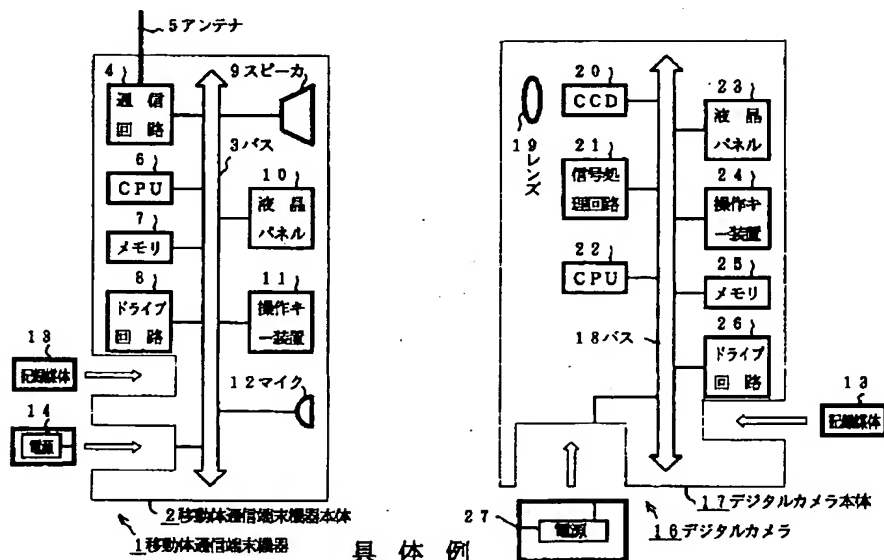 5アンテナ
4
通信
回路
9スピーカ
3バス
6
CPU
10
液晶
パネル
7
メモリ
8
ドライブ
回路
11
操作キ
ー装置
13
記録媒体
12マイク
14
電源
2移動体通信端末機器本体
1移動体通信端末機器
20
CCD
19レンズ
21
信号処
理回路
22
CPU
23
液晶
パネル
24
操作キ
ー装置
25
メモリ
26
ドライブ
回路
18バス
13
記録媒体
27
電源
17デジタルカメラ本体
16デジタルカメラ
具体例